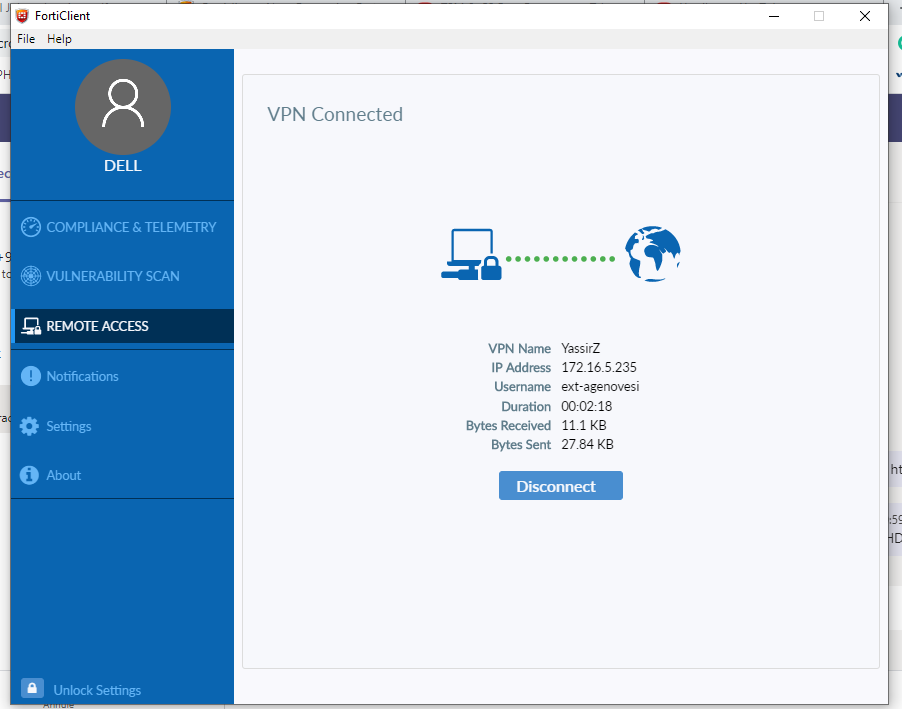 FortiClient
File Help
DELL
COMPLIANCE & TELEMETRY
VULNERABILITY SCAN
REMOTE ACCESS
Notifications
Settings
About
Unlock Settings
VPN Connected
VPN Name YassirZ
IP Address 172.16.5.235
Username ext-agenovesi
Duration 00:02:18
Bytes Received 11.1 KB
Bytes Sent 27.84 KB
Disconnect